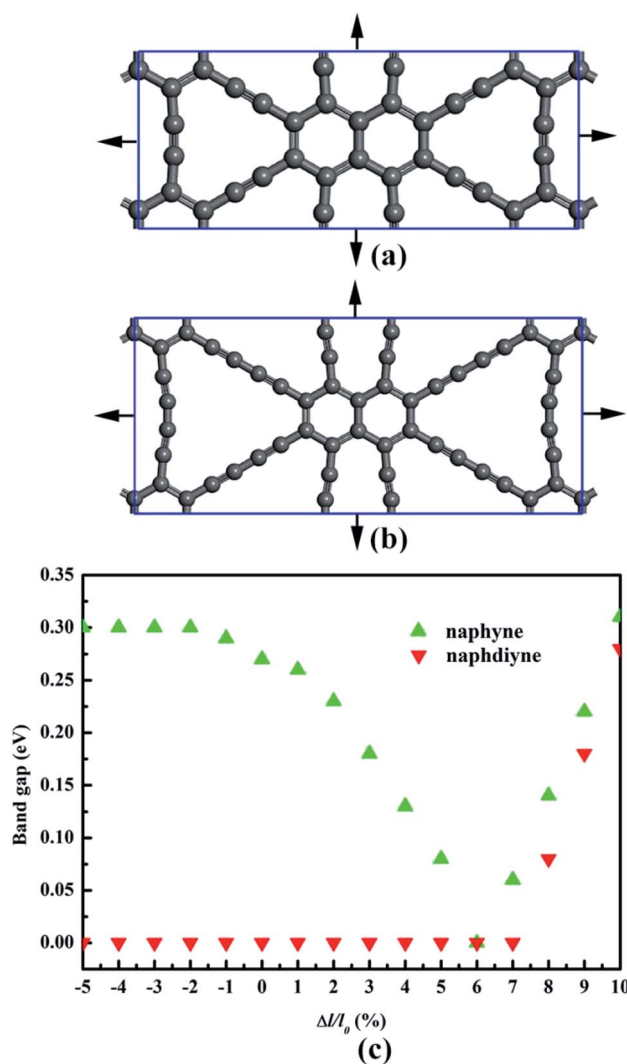 (a)
(b)
0.35
0.30
0.25
0.20
0.15
0.10
0.05
0.00
Band gap (eV)
naphyne
naphdiyne
-5 -4 -3 -2 -1 0 1 2 3 4 5 6 7 8 9 10
Δl/l₀ (%)
(c)